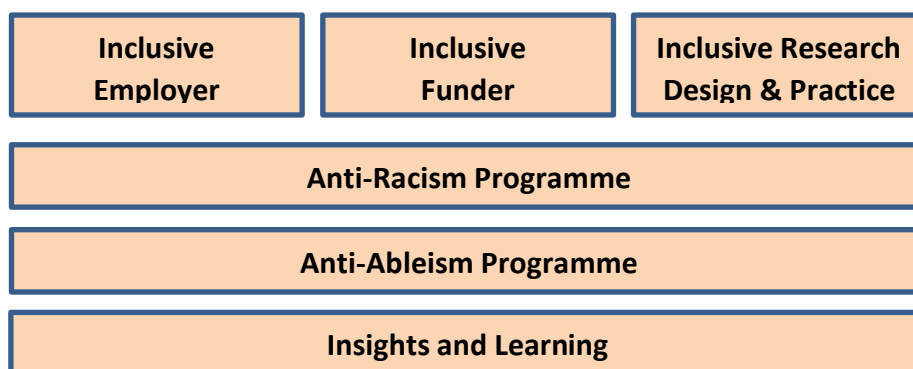 Inclusive
Employer
Inclusive
Funder
Inclusive Research
Design & Practice
Anti-Racism Programme
Anti-Ableism Programme
Insights and Learning